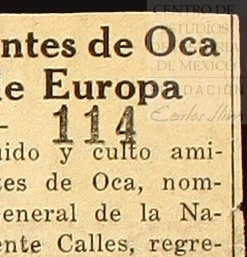 CENTRO DE
ESTUDIOS
DE MÉXICO
FUNDACIÓN
Carlos Slim
ntes de Oca
e Europa
114
uido y culto ami-
tes de Oca, nom-
eneral de la Na-
ente Calles, regre-